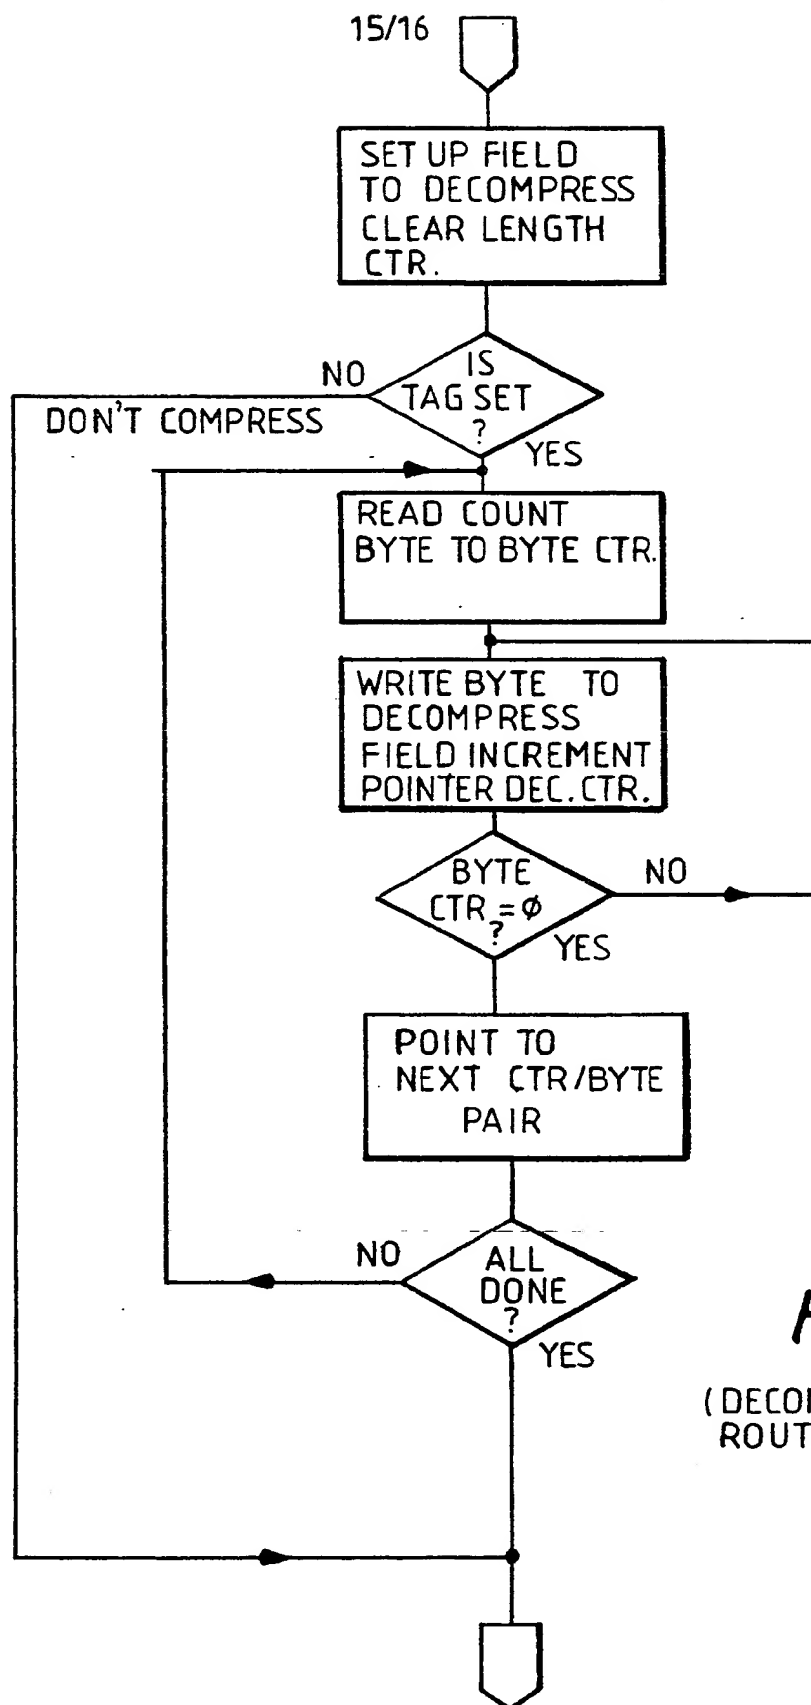 15/16
SET UP FIELD
TO DECOMPRESS
CLEAR LENGTH
CTR.
IS
TAG SET
?
NO
DON'T COMPRESS
YES
READ COUNT
BYTE TO BYTE CTR.
WRITE BYTE TO
DECOMPRESS
FIELD INCREMENT
POINTER DEC. CTR.
BYTE
CTR = Ø
?
NO
YES
POINT TO
NEXT CTR/BYTE
PAIR
ALL
DONE
?
NO
YES
ROUT